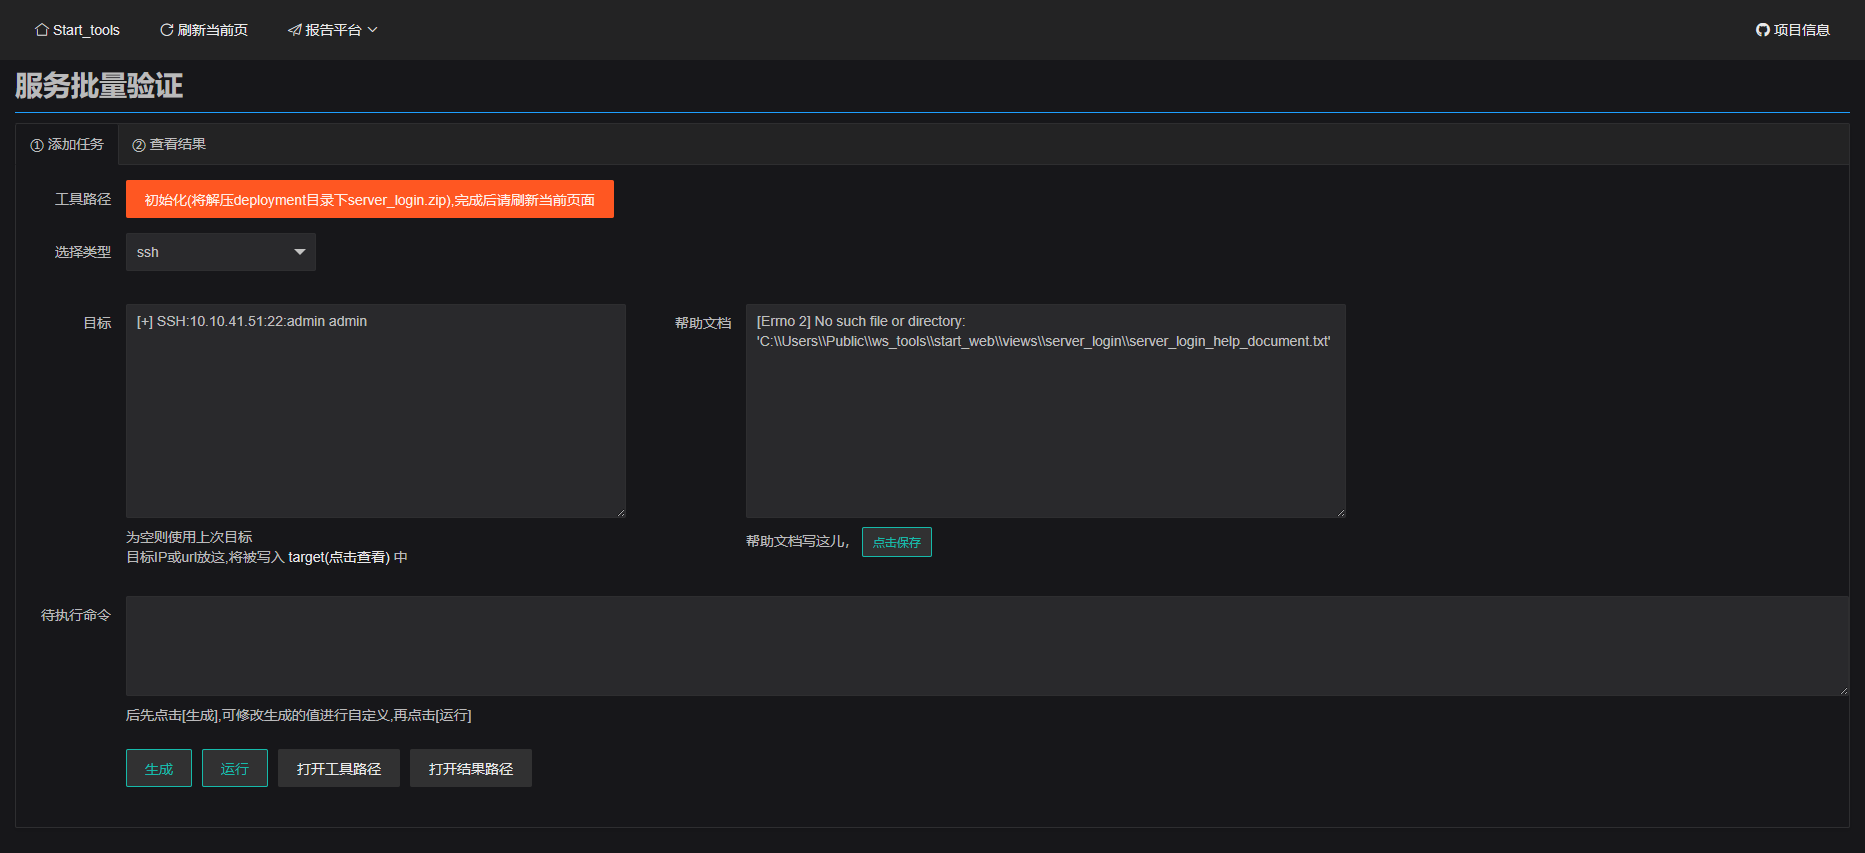 Start_tools
刷新当前页
报告平台
项目信息
服务批量验证
① 添加任务
② 查看结果
工具路径
初始化(将解压deployment目录下server_login.zip),完成后请刷新当前页面
选择类型
ssh
目标
[+] SSH:10.10.41.51:22:admin admin
帮助文档
[Errno 2] No such file or directory:
'C:\\Users\\Public\\ws_tools\\start_web\\views\\server_login\\server_login_help_document.txt'
为空则使用上次目标
目标IP或url放这,将被写入 target(点击查看) 中
帮助文档写这儿，
点击保存
待执行命令
后先点击[生成],可修改生成的值进行自定义,再点击[运行]
生成
运行
打开工具路径
打开结果路径